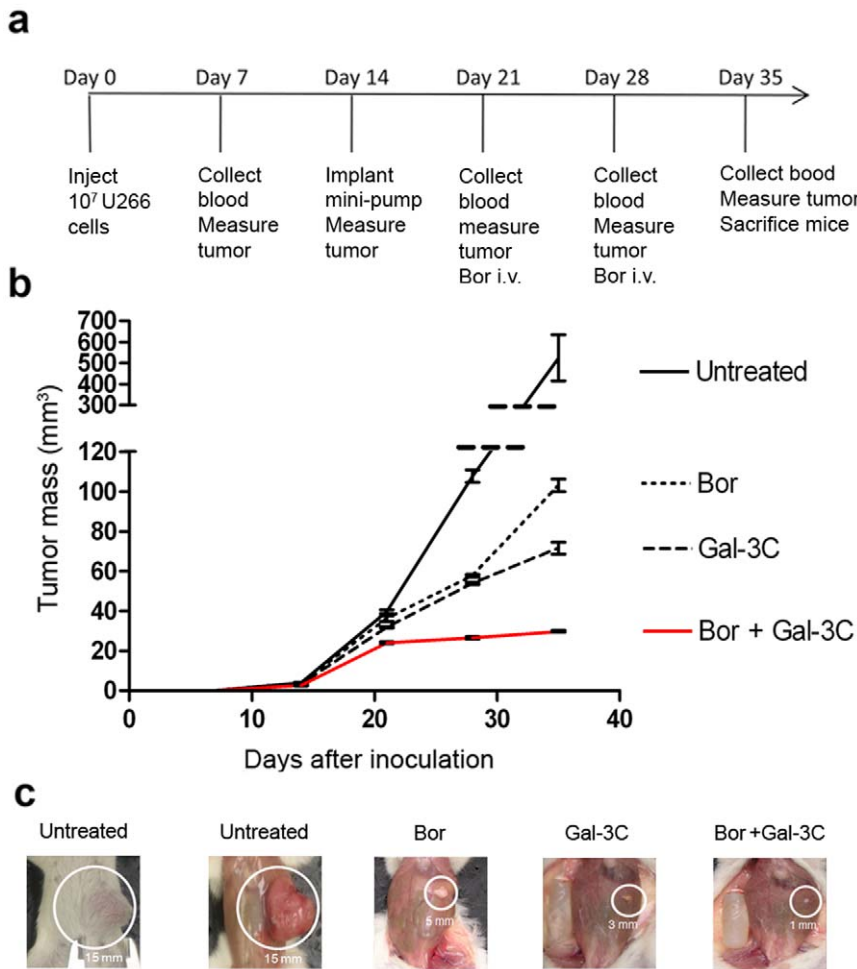 a
Day 0 Day 7 Day 14 Day 21 Day 28 Day 35
Inject
10⁷ U266
cells
Collect
blood
Measure
tumor
Implant
mini-pump
Measure
tumor
Collect
blood
measure
tumor
Bor i.v.
Collect
blood
Measure
tumor
Bor i.v.
Collect bood
Measure tumor
Sacrifice mice
b
Tumor mass (mm³)
700
600
500
400
300
120
100
80
60
40
20
0
0 10 20 30 40
Days after inoculation
Untreated
Bor
Gal-3C
Bor + Gal-3C
c
Untreated Untreated Bor Gal-3C Bor +Gal-3C
15 mm 15 mm 5 mm 3 mm 1 mm